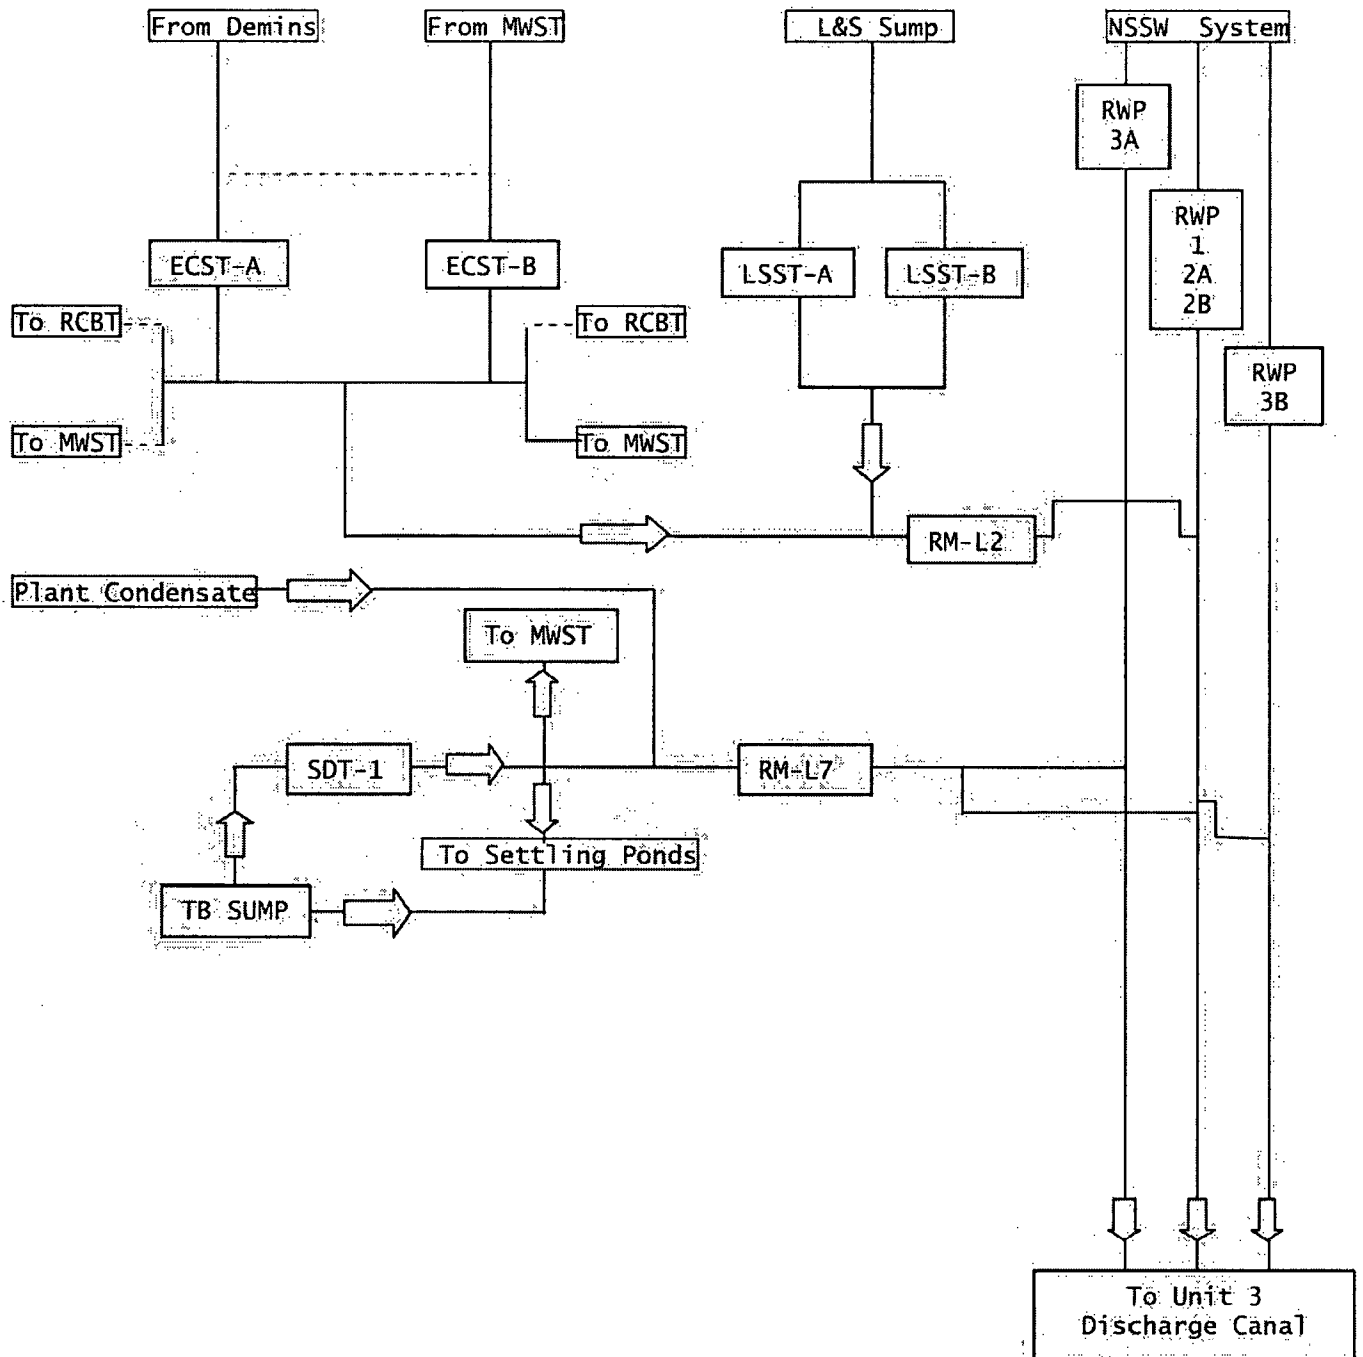 From Demins
From MWST
L&S Sump
NSSW System
RWP
3A
RWP
1
2A
2B
ECST-A
ECST-B
LSST-A
LSST-B
To RCBT
To RCBT
RWP
3B
To MWST
To MWST
RM-L2
Plant Condensate
To MWST
SDT-1
RM-L7
To Settling Ponds
TB SUMP
To Unit 3
Discharge Canal